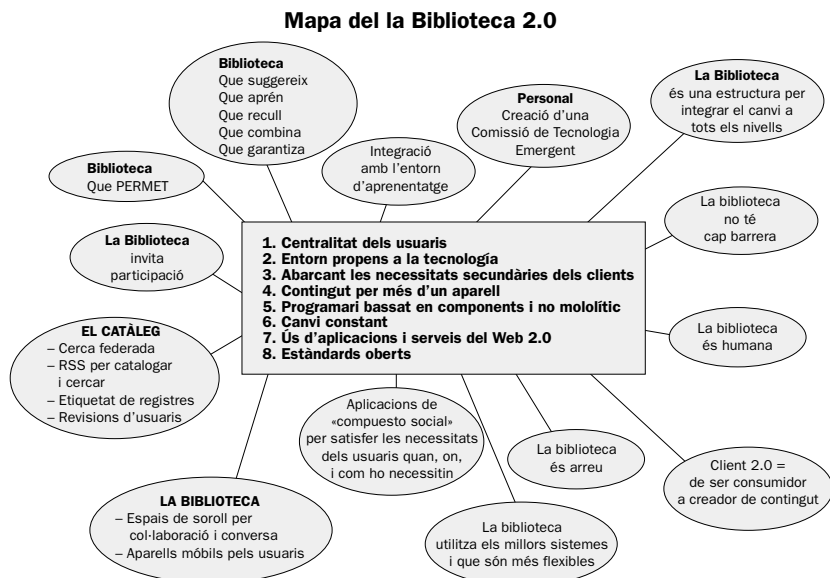 Mapa del la Biblioteca 2.0
Biblioteca
Que suggereix
Que aprén
Que recull
Que combina
Que garantiza
Personal
Creació d'una
Comissió de Tecnologia
Emergent
La Biblioteca
és una estructura per
integrar el canvi a
tots els nivells
Integració
amb l'entorn
d'aprenentatge
Biblioteca
Que PERMET
La biblioteca
no té
cap barrera
La Biblioteca
invita
participació
1. Centralitat dels usuaris
2. Entorn propens a la tecnología
3. Abarcant les necessitats secundàries dels clients
4. Contingut per més d'un aparell
5. Programari bassat en components i no mololític
6. Canvi constant
7. Ús d'aplicacions i serveis del Web 2.0
8. Estàndards oberts
EL CATÀLEG
– Cerca federada
– RSS per catalogar
i cercar
– Etiquetat de registres
– Revisions d'usuaris
La biblioteca
és humana
Aplicacions de
«compuesto social»
per satisfer les necessitats
dels usuaris quan, on,
i com ho necessitin
La biblioteca
és arreu
Client 2.0 =
de ser consumidor
a creador de contingut
LA BIBLIOTECA
– Espais de soroll per
col·laboració i conversa
– Aparells móbils pels usuaris
La biblioteca
utilitza els millors sistemes
i que són més flexibles